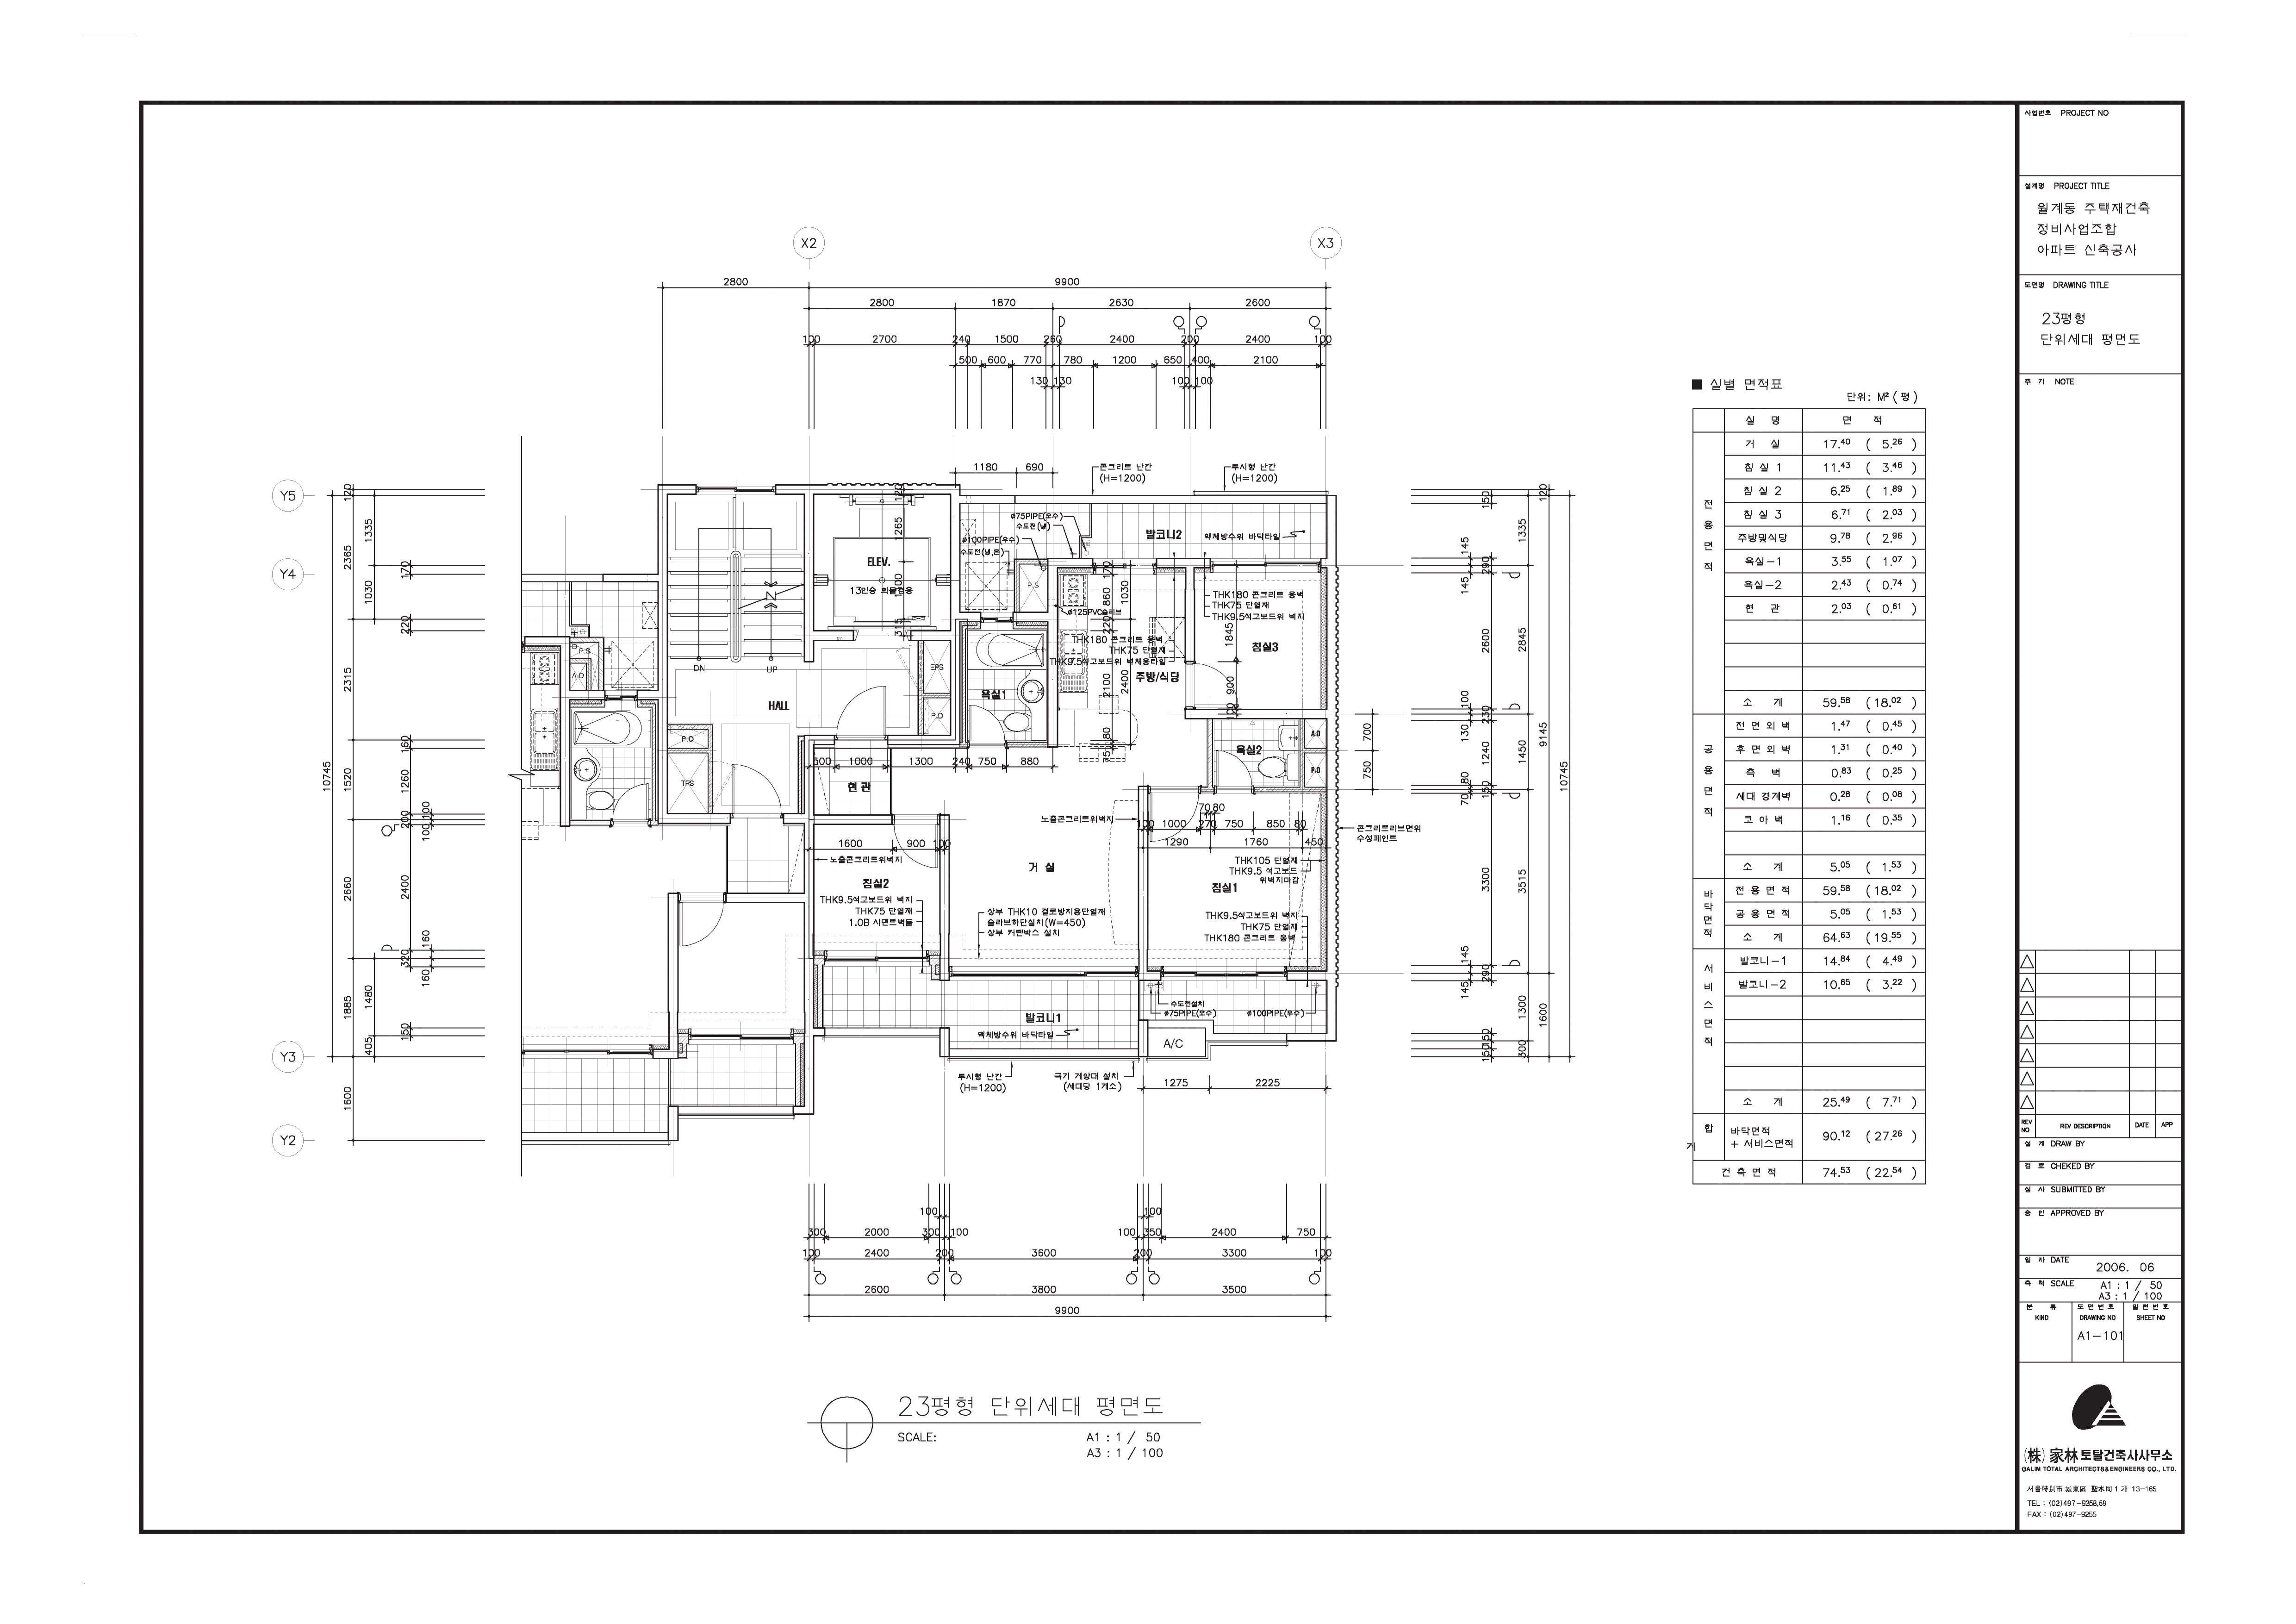 사업번호 PROJECT NO
설계명 PROJECT TITLE
월계동 주택재건축
정비사업조합
아파트 신축공사
도면명 DRAWING TITLE
23평형
단위세대 평면도
주 기 NOTE
X2
X3
2800
9900
2800 1870 2630 2600
100 2700 240 1500 260 2400 200 2400 100
500 600 770 780 1200 650 400 2100
130 130 100 100
1180 690
콘크리트 난간
(H=1200)
투시형 난간
(H=1200)
Y5
Y4
Y3
Y2
10745
2365
2315
1520
2660
1885
1600
120
1335
1030
1480
405
170
220
160
1260
200
100 100
2400
320
160
160
150
ø75PIPE(오수)
수도전(냉)
ø100PIPE(우수)
수도전(냉,온)
발코니2
액체방수위 바닥타일
ELEV.
13인승 화물겸용
120
1265
315
P.S
ø125PVC슬리브
THK180 콘크리트 옹벽
THK75 단열재
THK9.5석고보드위 벽지
THK180 콘크리트 옹벽
THK75 단열재
THK9.5석고보드위 벽체용타일
침실3
주방/식당
욕실1
욕실2
170
860
220
2100
80
75
1030
2400
1845
900
100
DN
UP
HALL
EPS
P.D
P.D
TPS
P.S
A.D
A.D
P.D
현 관
300 1000 1300 240 750 880
노출콘크리트위벽지
1600 900 100
노출콘크리트위벽지
침실2
THK9.5석고보드위 벽지
THK75 단열재
1.0B 시멘트벽돌
거 실
상부 THK10 결로방지용단열재
슬라브하단설치(W=450)
상부 커텐박스 설치
70 80
100 1000 270 750 850 80
1290 1760 450
THK105 단열재
THK9.5 석고보드
위벽지마감
침실1
THK9.5석고보드위 벽지
THK75 단열재
THK180 콘크리트 옹벽
콘크리트리브면위
수성페인트
수도전설치
ø75PIPE(오수)
ø100PIPE(우수)
발코니1
액체방수위 바닥타일
A/C
투시형 난간
(H=1200)
국기 게양대 설치
(세대당 1개소)
1275 2225
700
750
145
145
100
130
70 80
145
145
150
290
2600
230
1240
150
3300
290
150 150
1335
2845
1450
3515
1300
300
120
9145
1600
10745
100 100
300 2000 300 100 100 350 2400 750
100 2400 200 3600 200 3300 100
2600 3800 3500
9900
23평형 단위세대 평면도
SCALE: A1 : 1 / 50
A3 : 1 / 100
■ 실별 면적표
단위: M² ( 평 )
실 명 면 적
전용면적
거 실 17.40 ( 5.26 )
침 실 1 11.43 ( 3.46 )
침 실 2 6.25 ( 1.89 )
침 실 3 6.71 ( 2.03 )
주방및식당 9.78 ( 2.96 )
욕실-1 3.55 ( 1.07 )
욕실-2 2.43 ( 0.74 )
현 관 2.03 ( 0.61 )
소 계 59.58 ( 18.02 )
공용면적
전 면 외 벽 1.47 ( 0.45 )
후 면 외 벽 1.31 ( 0.40 )
측 벽 0.83 ( 0.25 )
세대 경계벽 0.28 ( 0.08 )
코 아 벽 1.16 ( 0.35 )
소 계 5.05 ( 1.53 )
바닥면적
전 용 면 적 59.58 ( 18.02 )
공 용 면 적 5.05 ( 1.53 )
소 계 64.63 ( 19.55 )
서비스면적
발코니-1 14.84 ( 4.49 )
발코니-2 10.65 ( 3.22 )
소 계 25.49 ( 7.71 )
합 계
바닥면적
+ 서비스면적 90.12 ( 27.26 )
건 축 면 적 74.53 ( 22.54 )
REV NO REV DESCRIPTION DATE APP
설 계 DRAW BY
검 토 CHEKED BY
심 사 SUBMITTED BY
승 인 APPROVED BY
일 자 DATE
2006. 06
축 척 SCALE A1 : 1 / 50
A3 : 1 / 100
분 류 도 면 번 호 일 련 번 호
KIND DRAWING NO SHEET NO
A1-101
(株) 家林토탈건축사사무소
GALIM TOTAL ARCHITECTS&ENGINEERS CO., LTD.
서울特別市 城東區 聖水洞 1 가 13-165
TEL : (02)497-9258,59
FAX : (02)497-9255